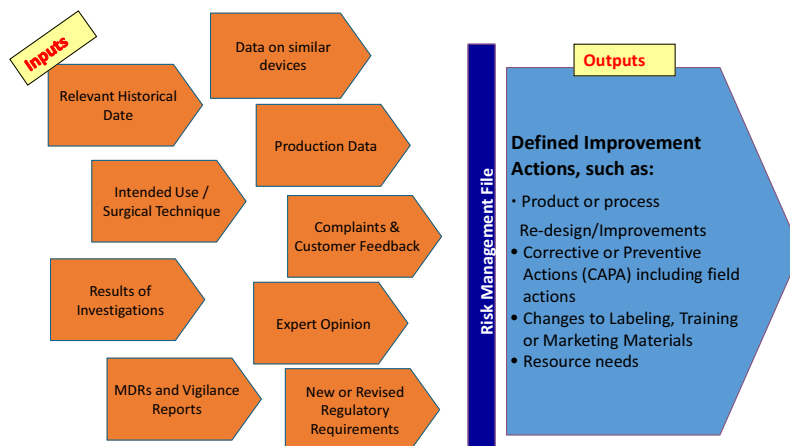 Inputs
Data on similar
devices
Relevant Historical
Date
Production Data
Intended Use /
Surgical Technique
Complaints &
Customer Feedback
Results of
Investigations
Expert Opinion
MDRs and Vigilance
Reports
New or Revised
Regulatory
Requirements
Risk Management File
Outputs
Defined Improvement
Actions, such as:
· Product or process
Re-design/Improvements
• Corrective or Preventive
Actions (CAPA) including field
actions
• Changes to Labeling, Training
or Marketing Materials
• Resource needs